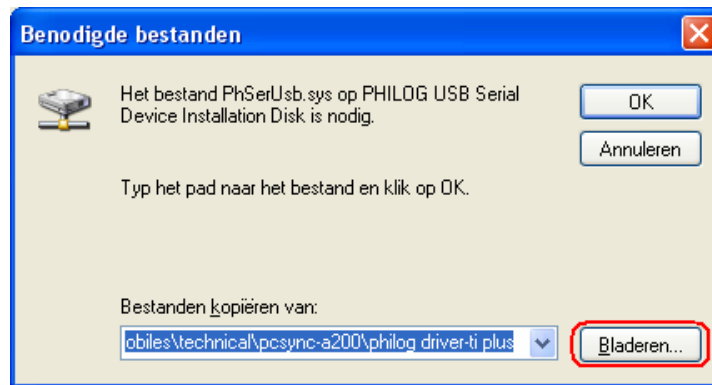 Benodigde bestanden
Het bestand PhSerUsb.sys op PHILOG USB Serial
Device Installation Disk is nodig.
OK
Annuleren
Typ het pad naar het bestand en klik op OK.
Bestanden kopiëren van:
obiles\technical\pcsync-a200\philog driver-ti plus
Bladeren...